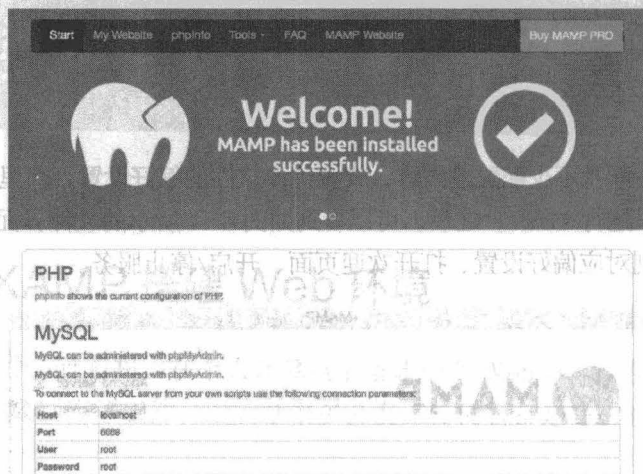 Start My Website phpInfo Tools FAQ MAMP Website Buy MAMP PRO
Welcome!
MAMP has been installed
successfully.
PHP
phpinfo shows the current configuration of PHP.
MySQL
MySQL can be administered with phpMyAdmin.
MySQL can be administered with phpMyAdmin.
To connect to the MySQL server from your own scripts use the following connection parameters:
Host localhost
Port
User root
Password root